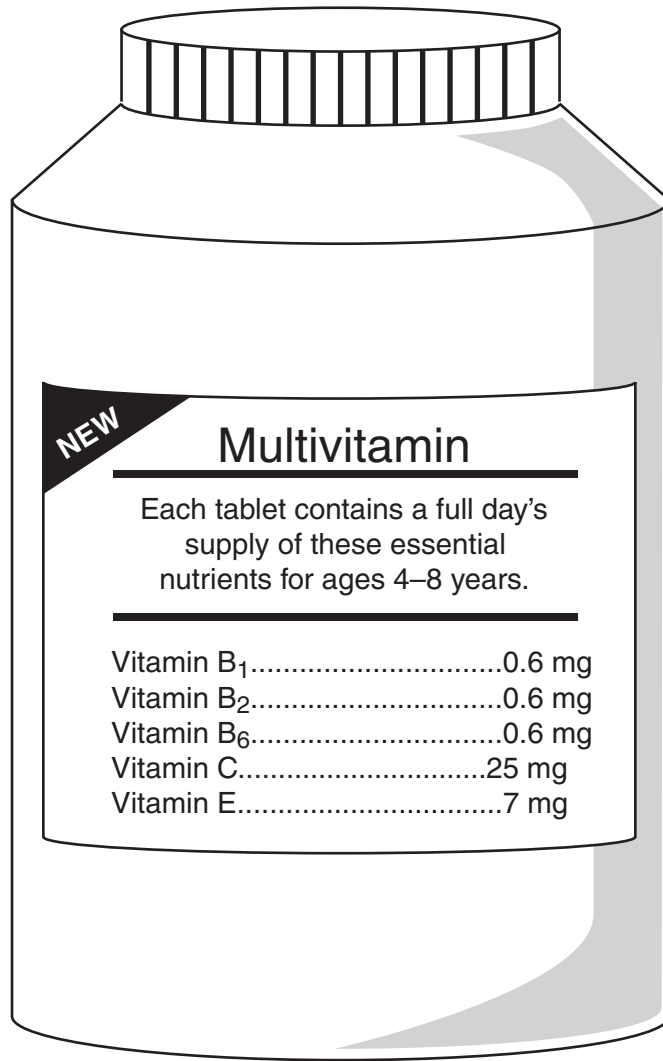 NEW
Multivitamin
Each tablet contains a full day’s
supply of these essential
nutrients for ages 4–8 years.
Vitamin B₁...............................0.6 mg
Vitamin B₂...............................0.6 mg
Vitamin B₆...............................0.6 mg
Vitamin C..............................25 mg
Vitamin E.................................7 mg